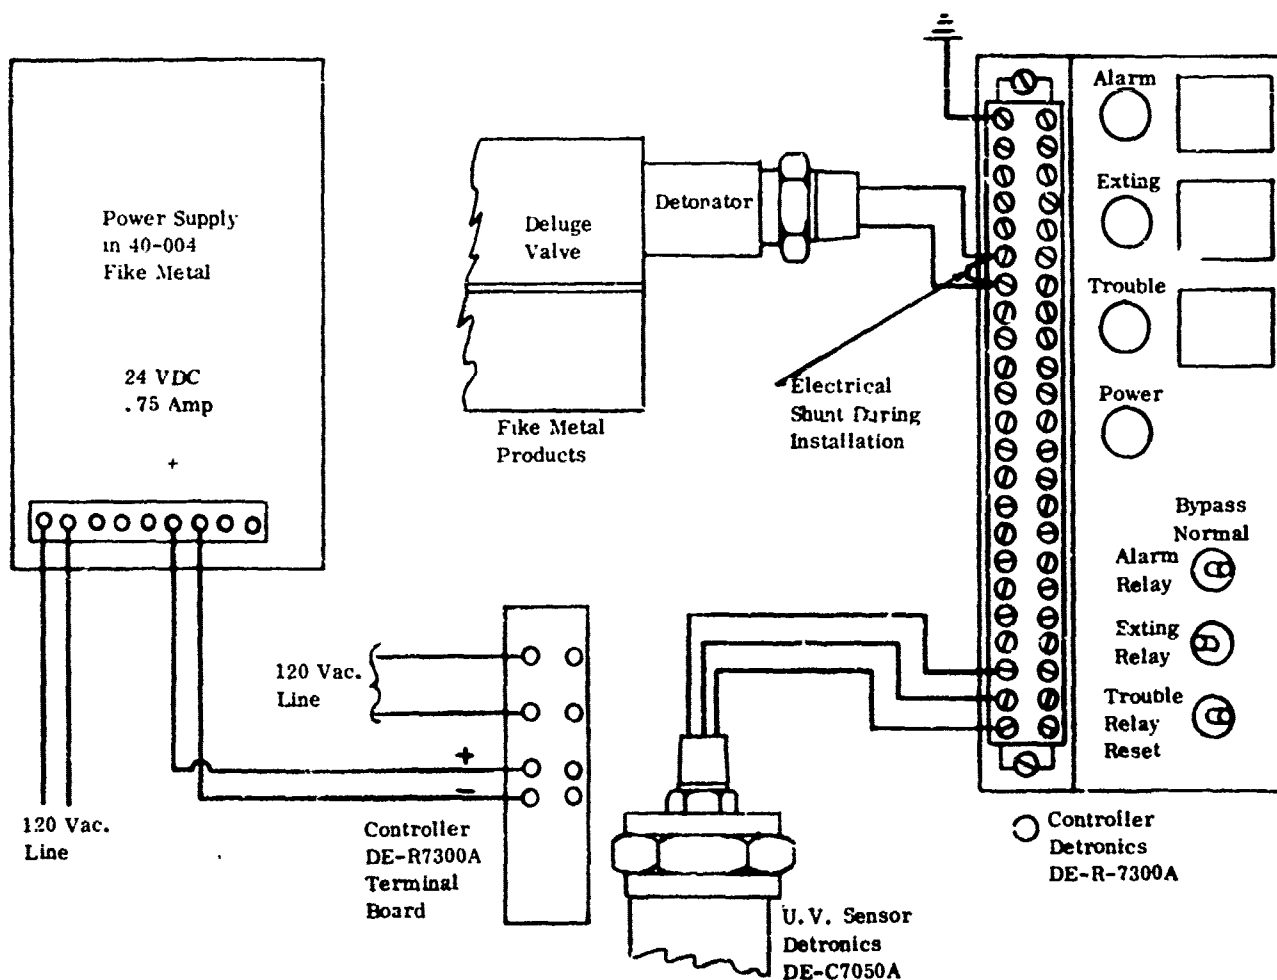 Power Supply
in 40-004
Fike Metal
24 VDC
.75 Amp
+
120 Vac.
Line
120 Vac.
Line
+
−
Controller
DE-R7300A
Terminal
Board
Deluge
Valve
Detonator
Fike Metal
Products
Electrical
Shunt During
Installation
U.V. Sensor
Detronics
DE-C7050A
Alarm
Exting
Trouble
Power
Bypass
Normal
Alarm
Relay
Exting
Relay
Trouble
Relay
Reset
Controller
Detronics
DE-R-7300A